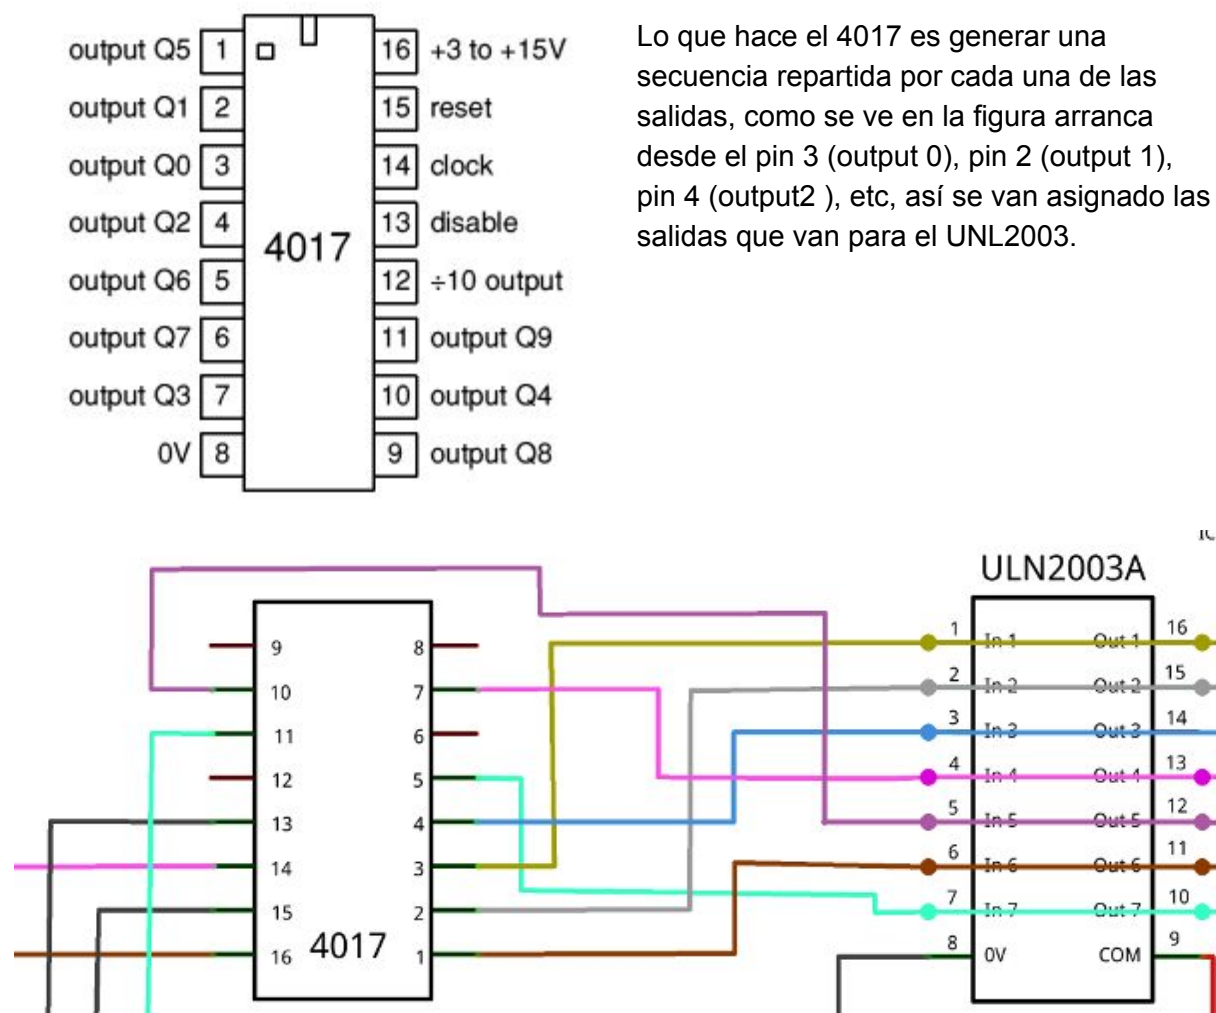 output Q5 1 16 +3 to +15V
output Q1 2 15 reset
output Q0 3 14 clock
output Q2 4 13 disable
4017
output Q6 5 12 ÷10 output
output Q7 6 11 output Q9
output Q3 7 10 output Q4
0V 8 9 output Q8
Lo que hace el 4017 es generar una
secuencia repartida por cada una de las
salidas, como se ve en la figura arranca
desde el pin 3 (output 0), pin 2 (output 1),
pin 4 (output2 ), etc, así se van asignado las
salidas que van para el UNL2003.
9 8
10 7
11 6
12 5
13 4
14 3
15 2
16 4017 1
ULN2003A
1 In 1 Out 1 16
2 In 2 Out 2 15
3 In 3 Out 3 14
4 In 4 Out 4 13
5 In 5 Out 5 12
6 In 6 Out 6 11
7 In 7 Out 7 10
8 0V COM 9